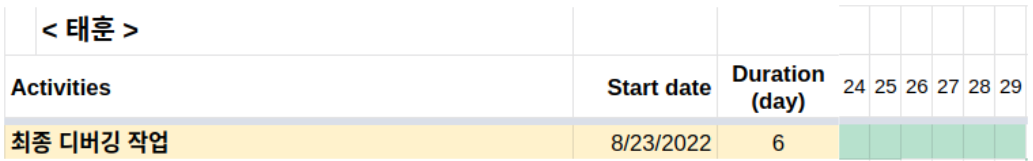 < 태훈 >
Activities Start date Duration (day) 24 25 26 27 28 29
최종 디버깅 작업 8/23/2022 6